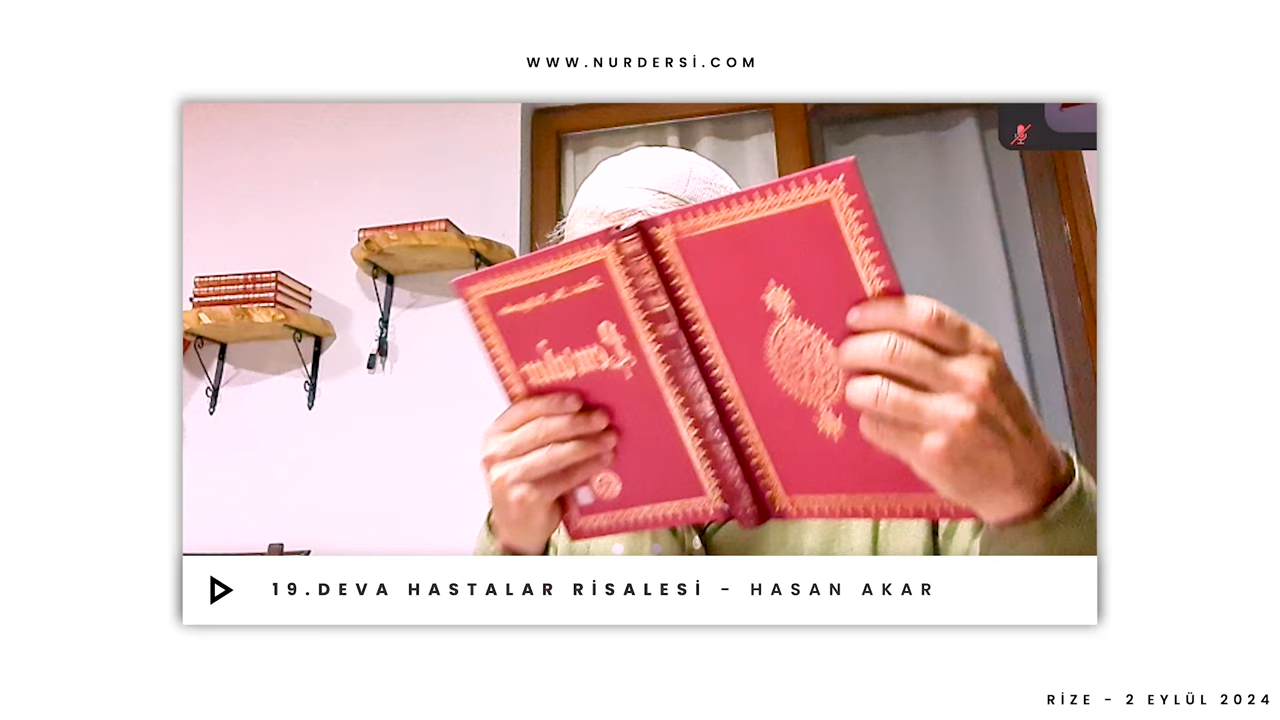 WWW.NURDERSİ.COM
19.DEVA HASTALAR RİSALESİ - HASAN AKAR
RİZE - 2 EYLÜL 2024